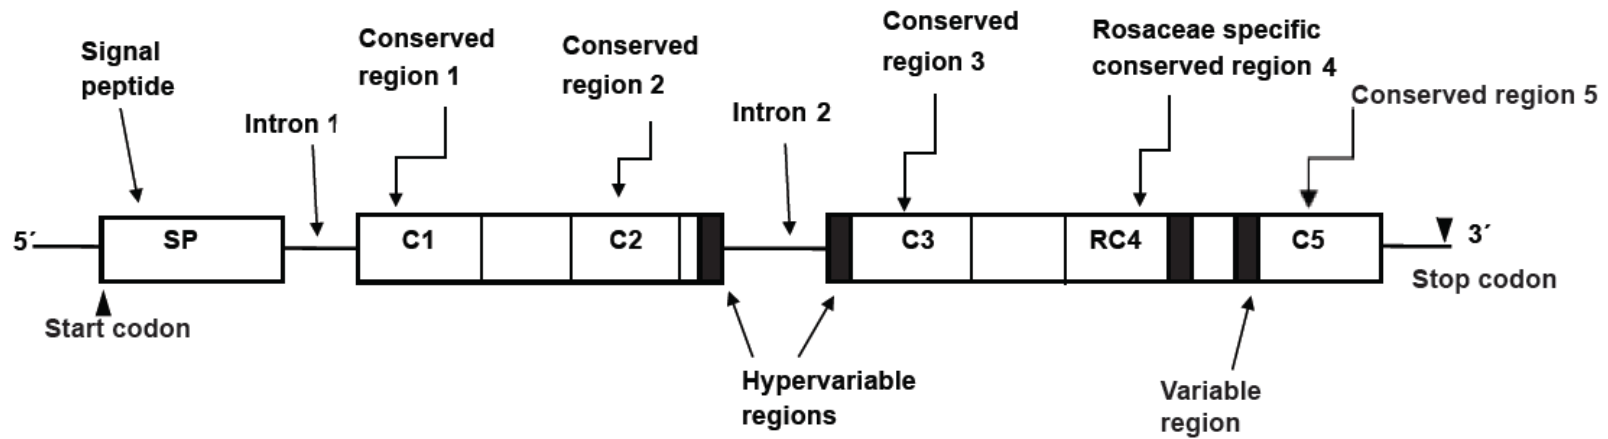 Signal
peptide
Intron 1
Conserved
region 1
Conserved
region 2
Intron 2
Conserved
region 3
Rosaceae specific
conserved region 4
Conserved region 5
5´
SP
C1
C2
C3
RC4
C5
3´
Start codon
Stop codon
Hypervariable
regions
Variable
region